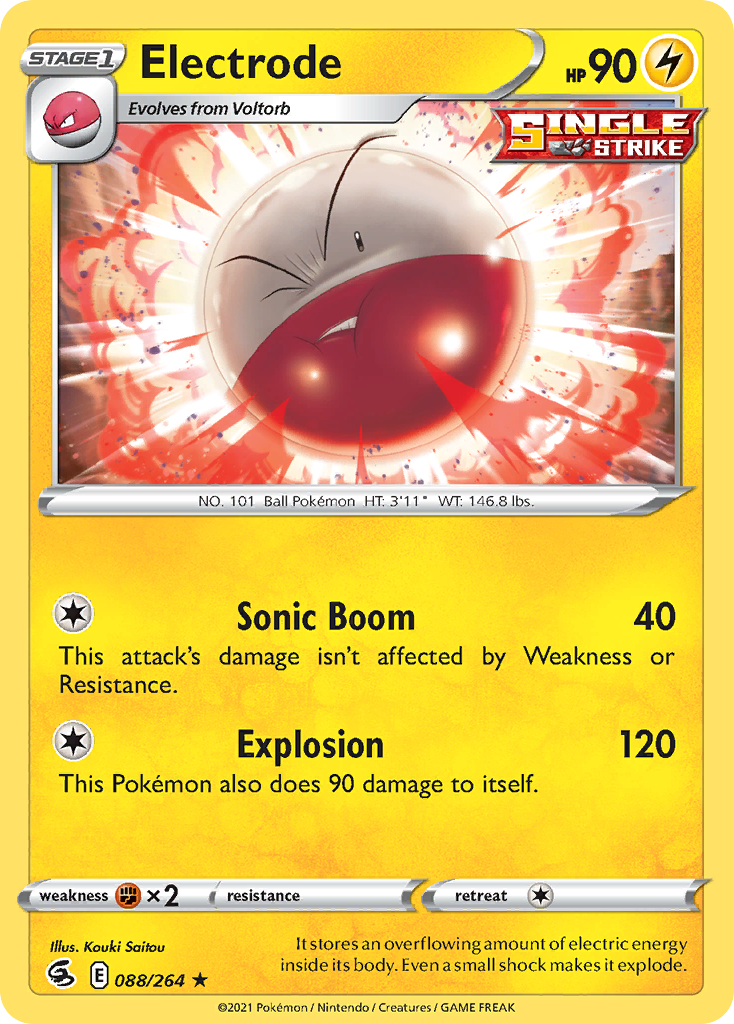 STAGE1
Electrode
HP 90
Evolves from Voltorb
SINGLE
STRIKE
NO. 101 Ball Pokémon HT: 3'11" WT: 146.8 lbs.
Sonic Boom 40
This attack's damage isn't affected by Weakness or
Resistance.
Explosion 120
This Pokémon also does 90 damage to itself.
weakness ×2 resistance retreat
Illus. Kouki Saitou
It stores an overflowing amount of electric energy
inside its body. Even a small shock makes it explode.
E 088/264 ★
©2021 Pokémon / Nintendo / Creatures / GAME FREAK